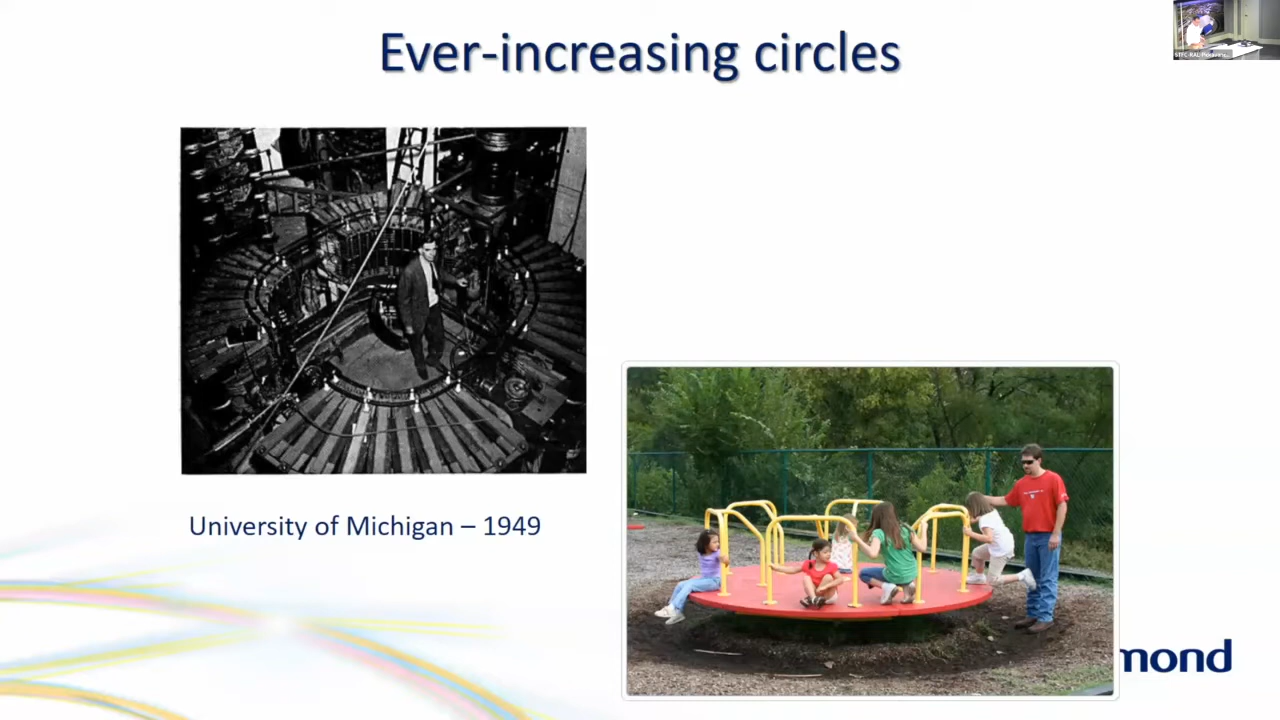 Ever-increasing circles
University of Michigan – 1949
mond